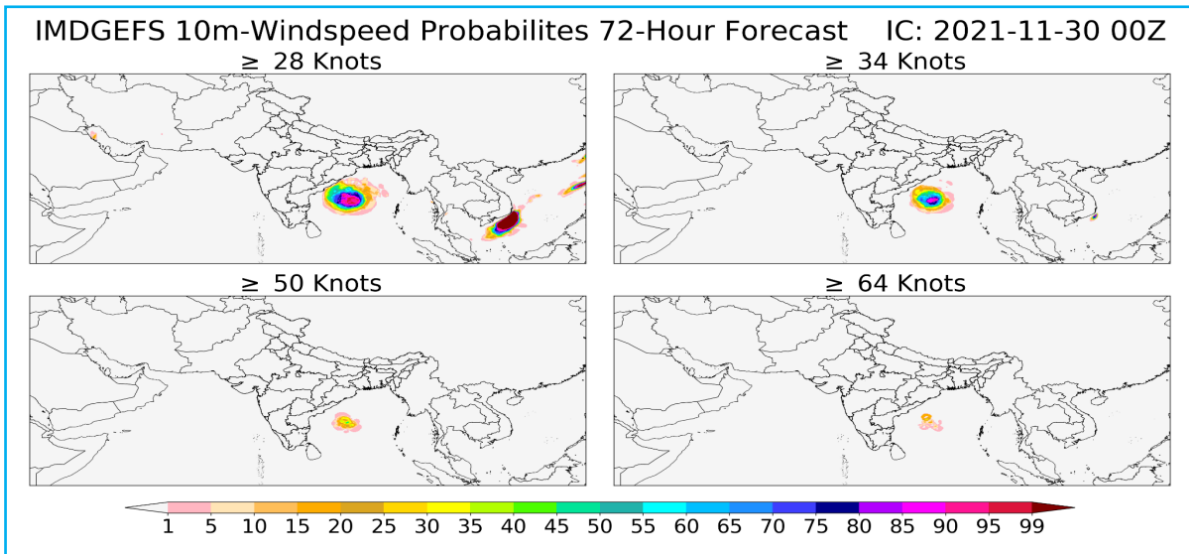 IMDGEFS 10m-Windspeed Probabilites 72-Hour Forecast IC: 2021-11-30 00Z
≥ 28 Knots ≥ 34 Knots
≥ 50 Knots ≥ 64 Knots
1 5 10 15 20 25 30 35 40 45 50 55 60 65 70 75 80 85 90 95 99